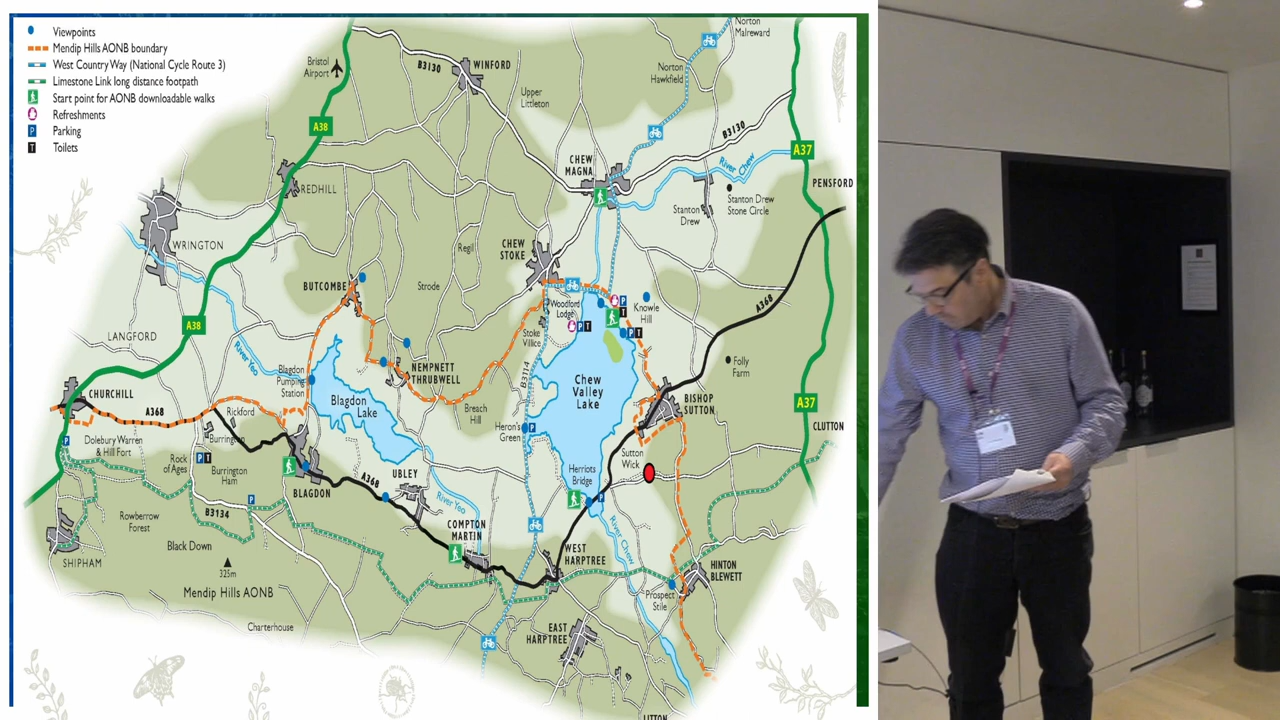 Viewpoints
Mendip Hills AONB boundary
West Country Way (National Cycle Route 3)
Limestone Link long distance footpath
Start point for AONB downloadable walks
Refreshments
P Parking
T Toilets
Norton
Malreward
Bristol
Airport
B3130
WINFORD
Norton
Hawkfield
Upper
Littleton
A38
B3130
A37
CHEW
MAGNA
River Chew
PENSFORD
REDHILL
Stanton Drew
Stone Circle
Stanton
Drew
WRINGTON
Regil
CHEW
STOKE
BUTCOMBE
Strode
Woodford
Lodge
P
T
Knowle
Hill
A368
A38
LANGFORD
P T
Stoke
Villice
P T
River Yeo
Blagdon
Pumping
Station
NEMPNETT
THRUBWELL
B3114
Folly
Farm
Chew
Valley
Lake
CHURCHILL
A368
Rickford
Blagdon
Lake
Breach
Hill
BISHOP
SUTTON
A37
CLUTTON
P
Dolebury Warren
& Hill Fort
Burrington
Heron's
Green
P
Rock
of Ages
P T
Burrington
Ham
Sutton
Wick
BLAGDON
A368
UBLEY
Herriots
Bridge
P
P
B3134
River Yeo
Rowberrow
Forest
COMPTON
MARTIN
River Chew
Black Down
SHIPHAM
325m
WEST
HARPTREE
HINTON
BLEWETT
Mendip Hills AONB
Prospect
Stile
Charterhouse
EAST
HARPTREE
LITTON